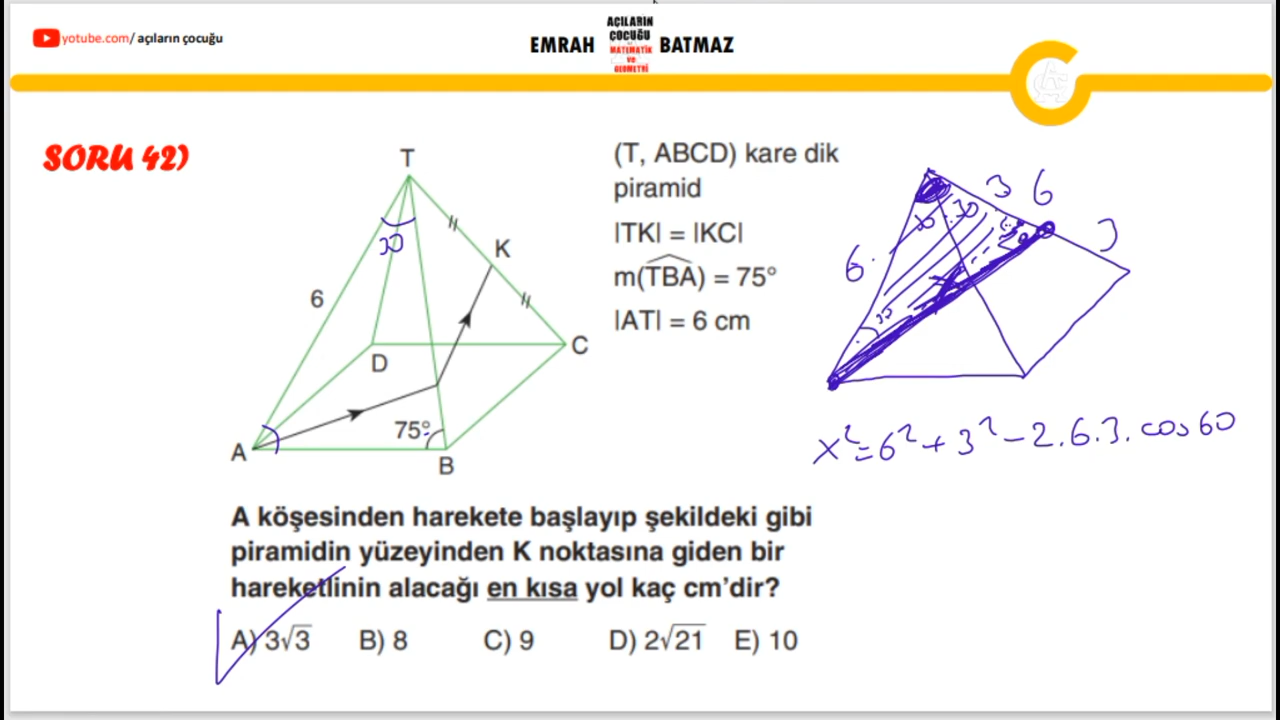 yotube.com/ açıların çocuğu
EMRAH
AÇILARIN
ÇOCUĞU
MATEMATİK
VE
GEOMETRİ
BATMAZ
SORU 42)
(T, ABCD) kare dik
piramid
|TK| = |KC|
m(TBA) = 75°
|AT| = 6 cm
T
30
K
6
D
C
75°
A
B
3 6
30
3
6
x² = 6² + 3² - 2.6.3.cos 60
A köşesinden harekete başlayıp şekildeki gibi
piramidin yüzeyinden K noktasına giden bir
hareketlinin alacağı en kısa yol kaç cm'dir?
A) 3√3 B) 8 C) 9 D) 2√21 E) 10